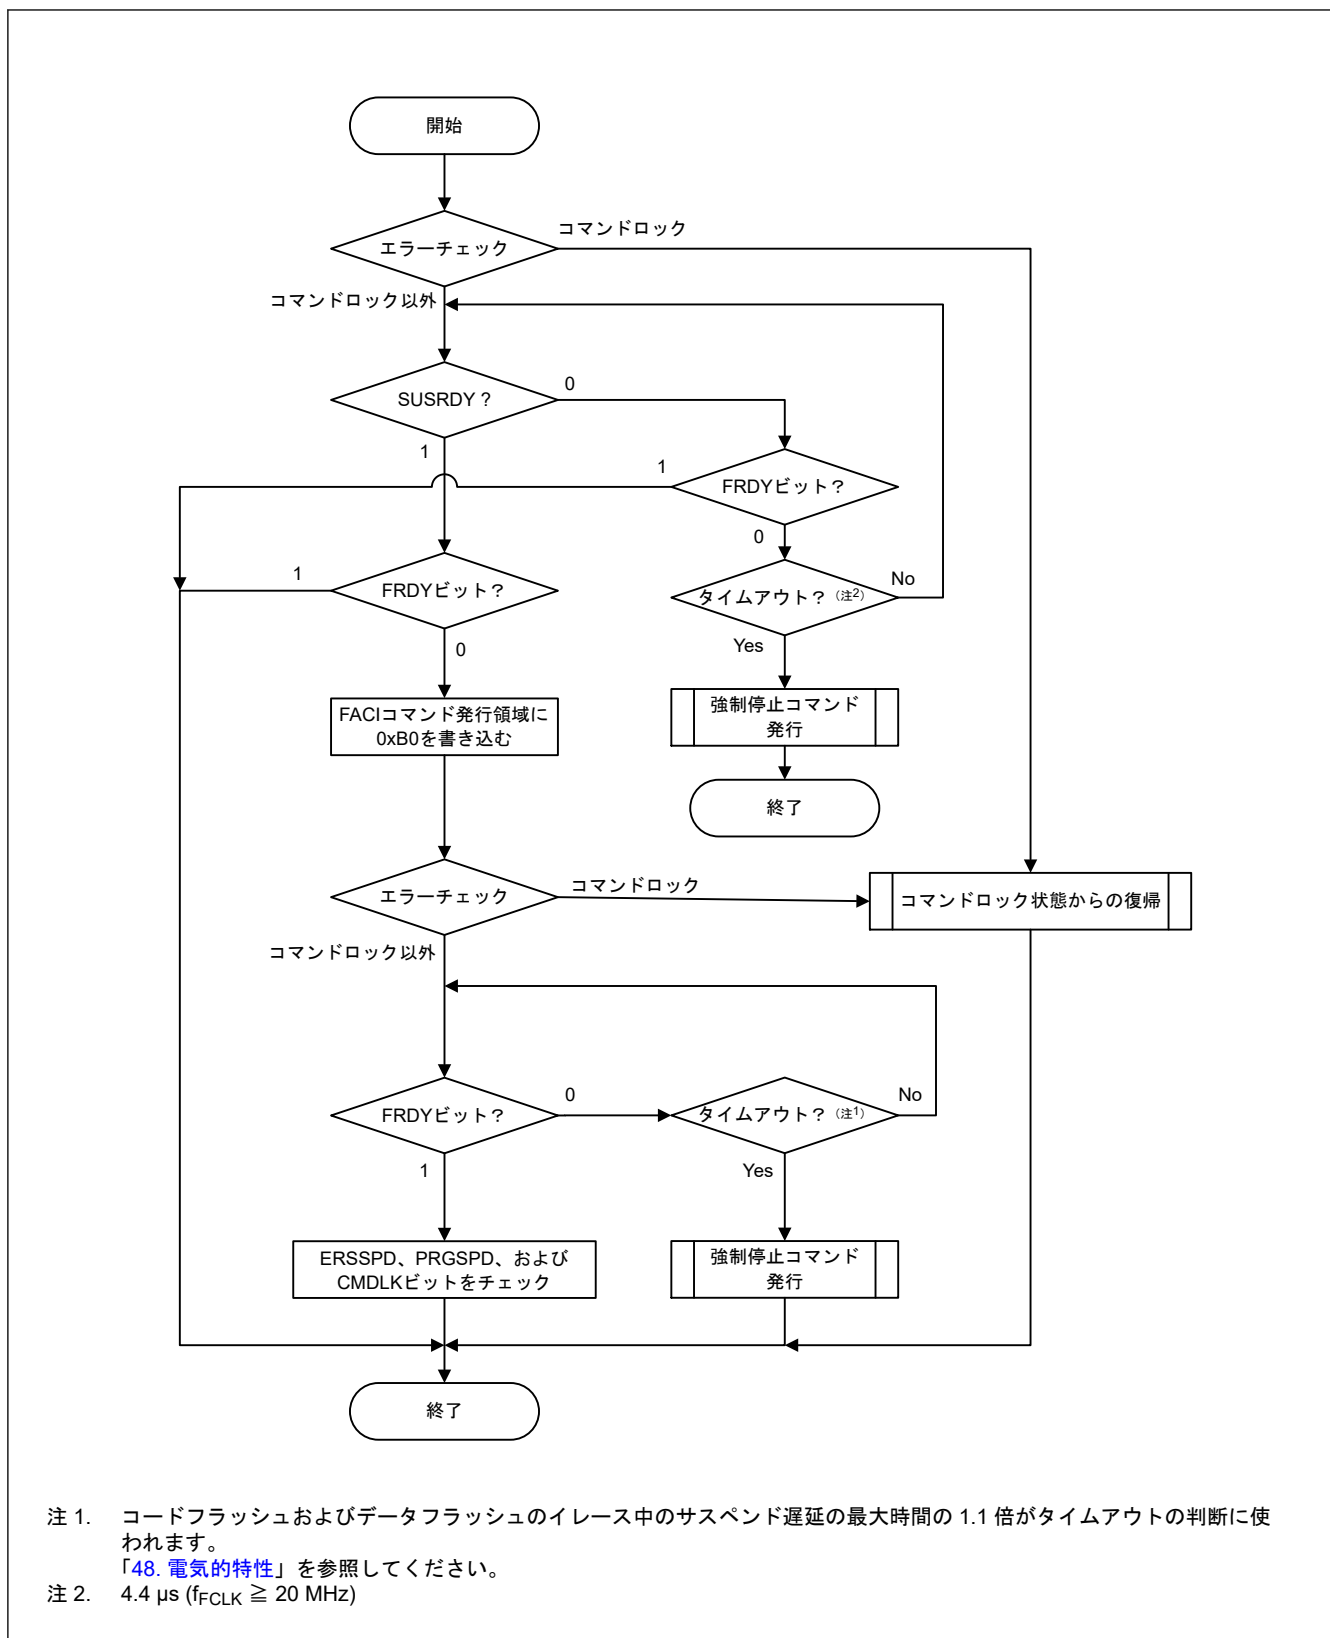 開始
エラーチェック
コマンドロック
コマンドロック以外
SUSRDY ?
0
1
FRDYビット?
1
0
FRDYビット?
1
0
タイムアウト?(注2)
No
Yes
FACIコマンド発行領域に
0xB0を書き込む
強制停止コマンド
発行
終了
エラーチェック
コマンドロック
コマンドロック状態からの復帰
コマンドロック以外
FRDYビット?
0
タイムアウト?(注1)
No
1
Yes
ERSSPD、PRGSPD、および
CMDLKビットをチェック
強制停止コマンド
発行
終了
注 1. コードフラッシュおよびデータフラッシュのイレース中のサスペンド遅延の最大時間の 1.1 倍がタイムアウトの判断に使
われます。
「48. 電気的特性」を参照してください。
注 2. 4.4 µs (fFCLK ≧ 20 MHz)